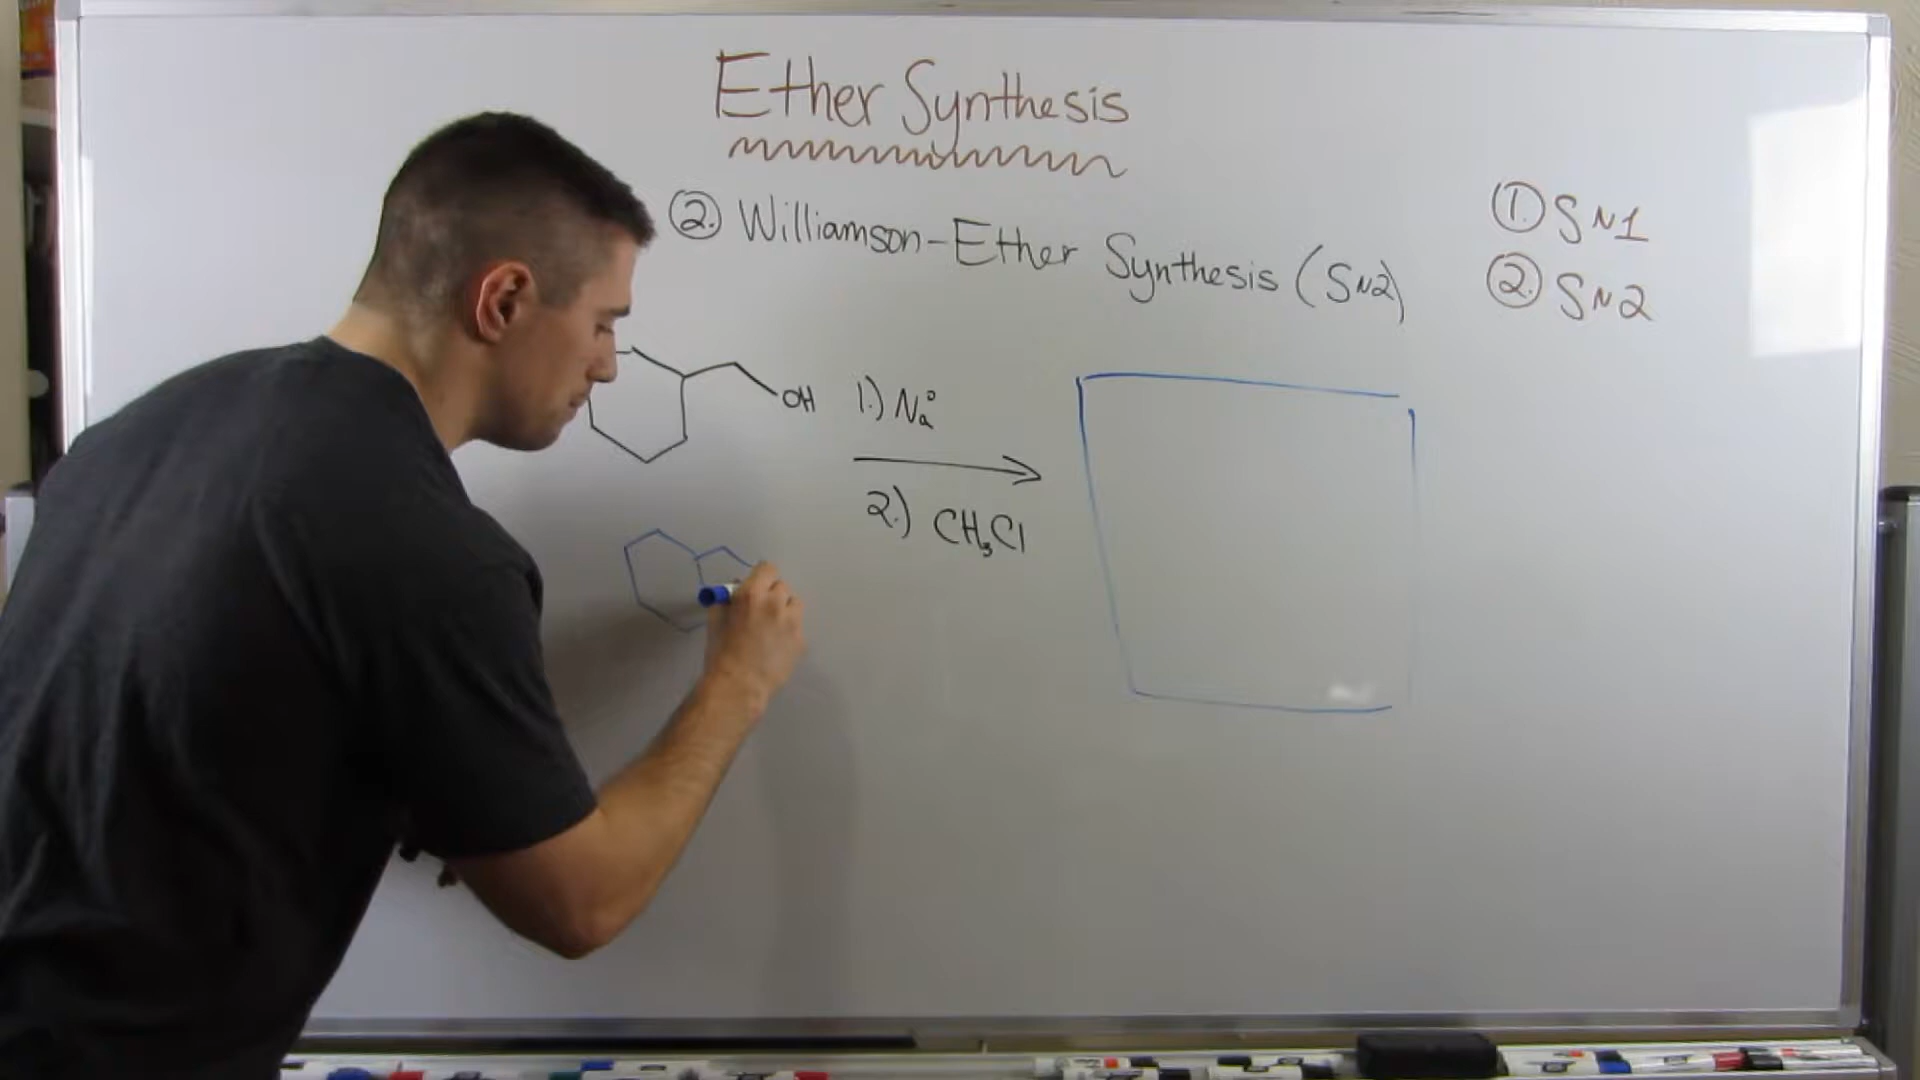 Ether Synthesis
② Williamson-Ether Synthesis (SN2)
① SN1
② SN2
OH
1.) Na°
2.) CH₃Cl